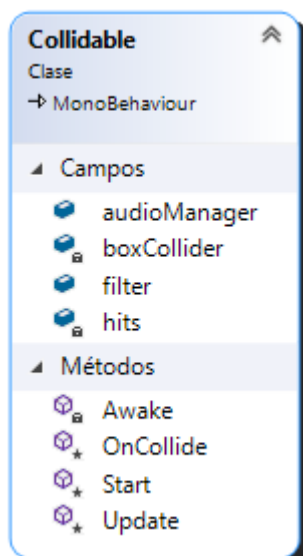 Collidable
Clase
MonoBehaviour
Campos
audioManager
boxCollider
filter
hits
Métodos
Awake
OnCollide
Start
Update